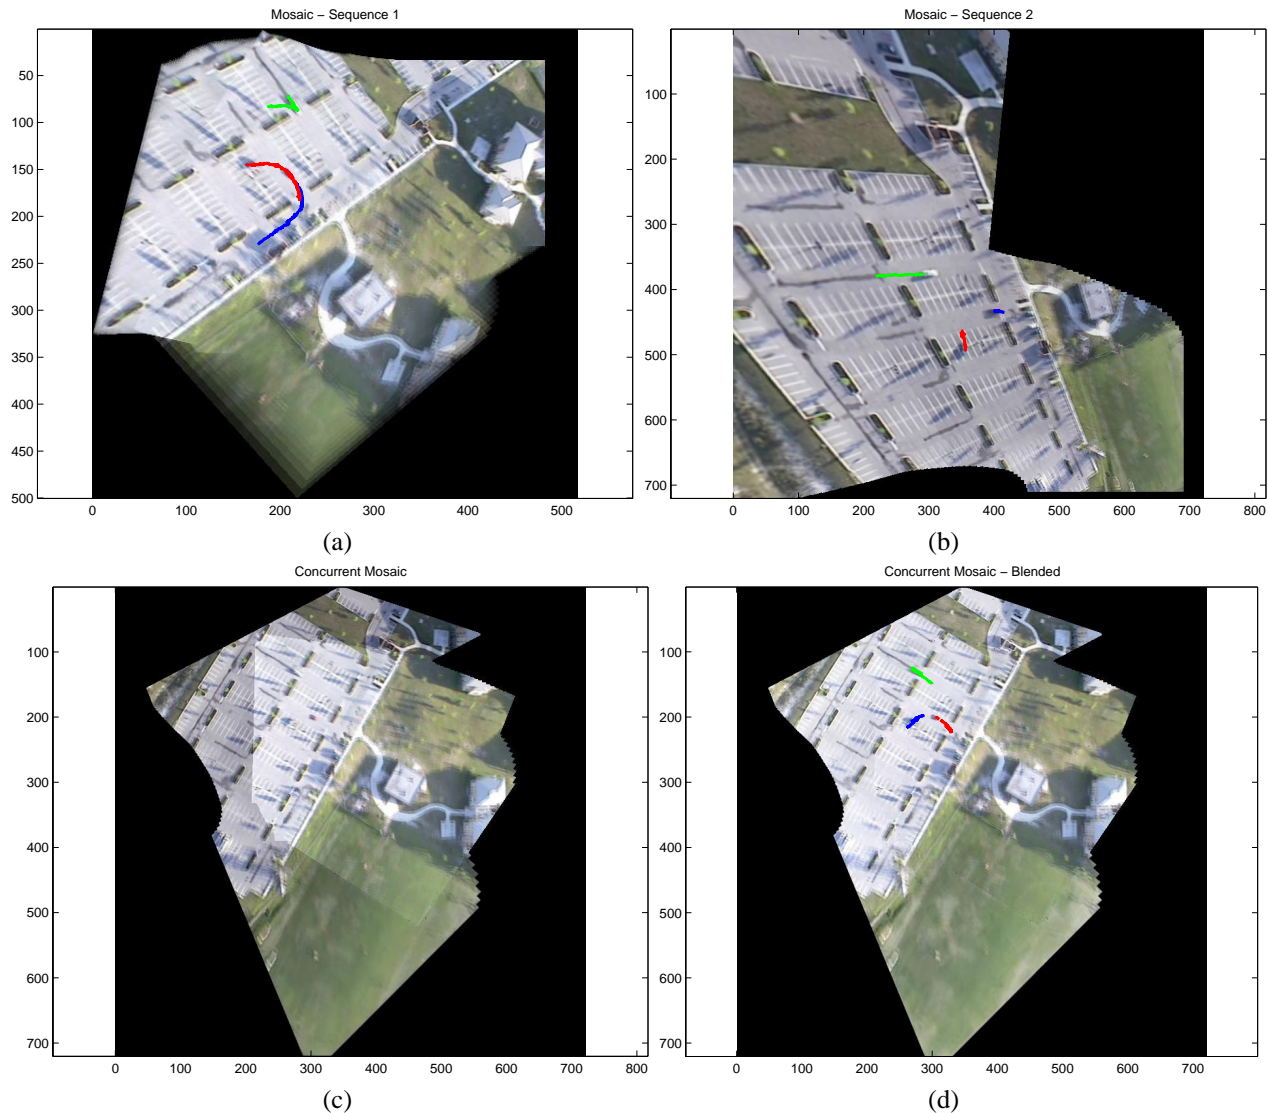 Mosaic – Sequence 1
50
100
150
200
250
300
350
400
450
500
0 100 200 300 400 500
(a)
Mosaic – Sequence 2
100
200
300
400
500
600
700
0 100 200 300 400 500 600 700 800
(b)
Concurrent Mosaic
100
200
300
400
500
600
700
0 100 200 300 400 500 600 700 800
(c)
Concurrent Mosaic – Blended
100
200
300
400
500
600
700
0 100 200 300 400 500 600 700
(d)